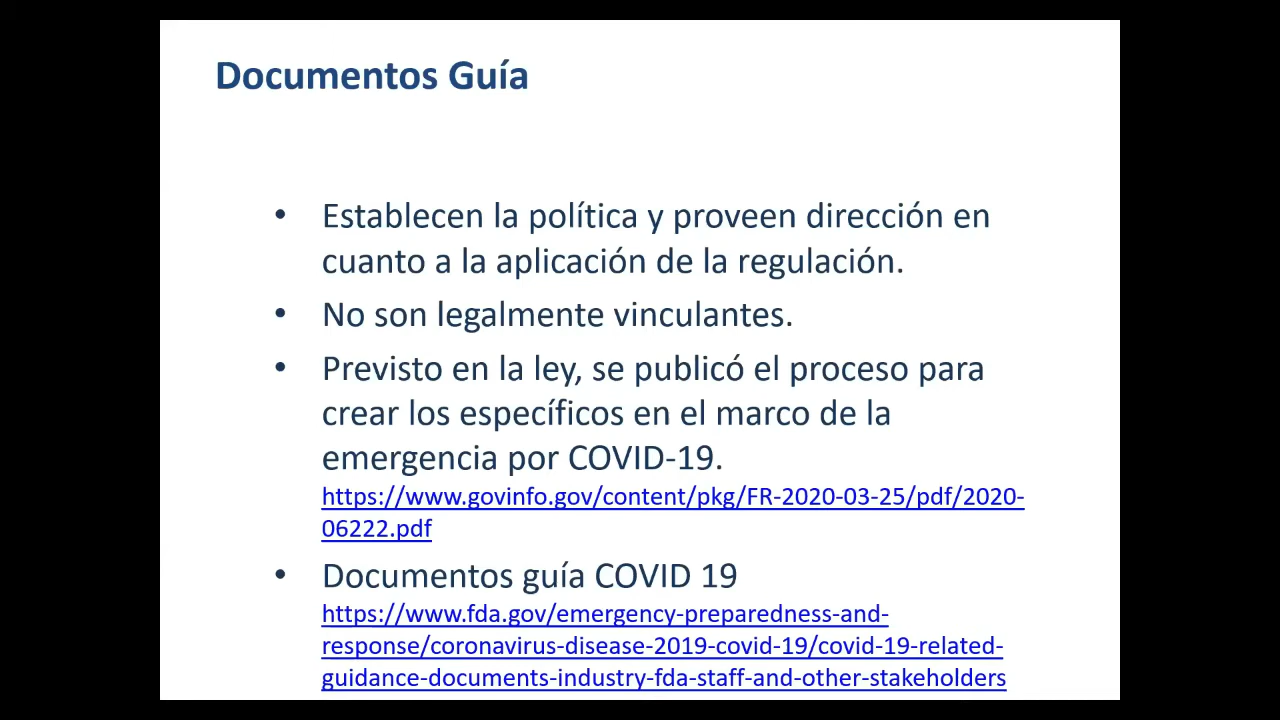 Documentos Guía
• Establecen la política y proveen dirección en
cuanto a la aplicación de la regulación.
• No son legalmente vinculantes.
• Previsto en la ley, se publicó el proceso para
crear los específicos en el marco de la
emergencia por COVID-19.
https://www.govinfo.gov/content/pkg/FR-2020-03-25/pdf/2020-
06222.pdf
• Documentos guía COVID 19
https://www.fda.gov/emergency-preparedness-and-
response/coronavirus-disease-2019-covid-19/covid-19-related-
guidance-documents-industry-fda-staff-and-other-stakeholders